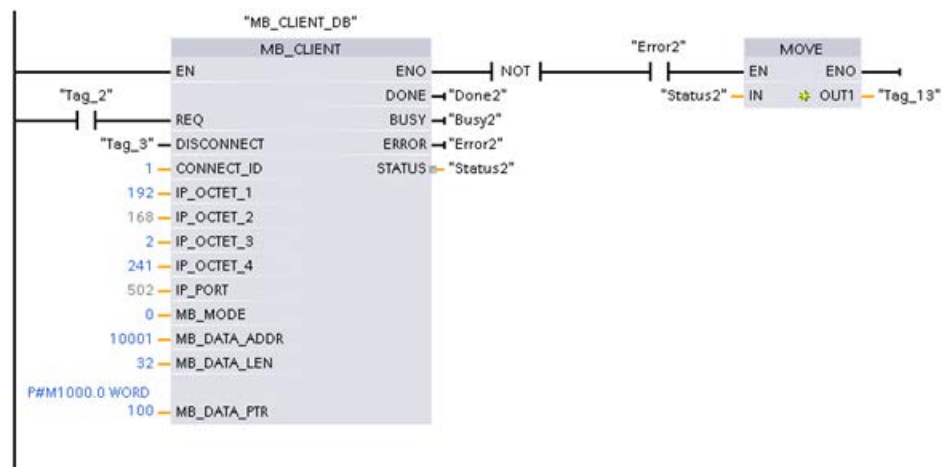 "MB_CLIENT_DB"
MB_CLIENT
"Error2"
MOVE
EN ENO
NOT
EN ENO
"Tag_2"
DONE "Done2"
"Status2" IN OUT1 "Tag_13"
REQ BUSY "Busy2"
"Tag_3" DISCONNECT ERROR "Error2"
1 CONNECT_ID STATUS "Status2"
192 IP_OCTET_1
168 IP_OCTET_2
2 IP_OCTET_3
241 IP_OCTET_4
502 IP_PORT
0 MB_MODE
10001 MB_DATA_ADDR
32 MB_DATA_LEN
P#M1000.0 WORD
100 MB_DATA_PTR